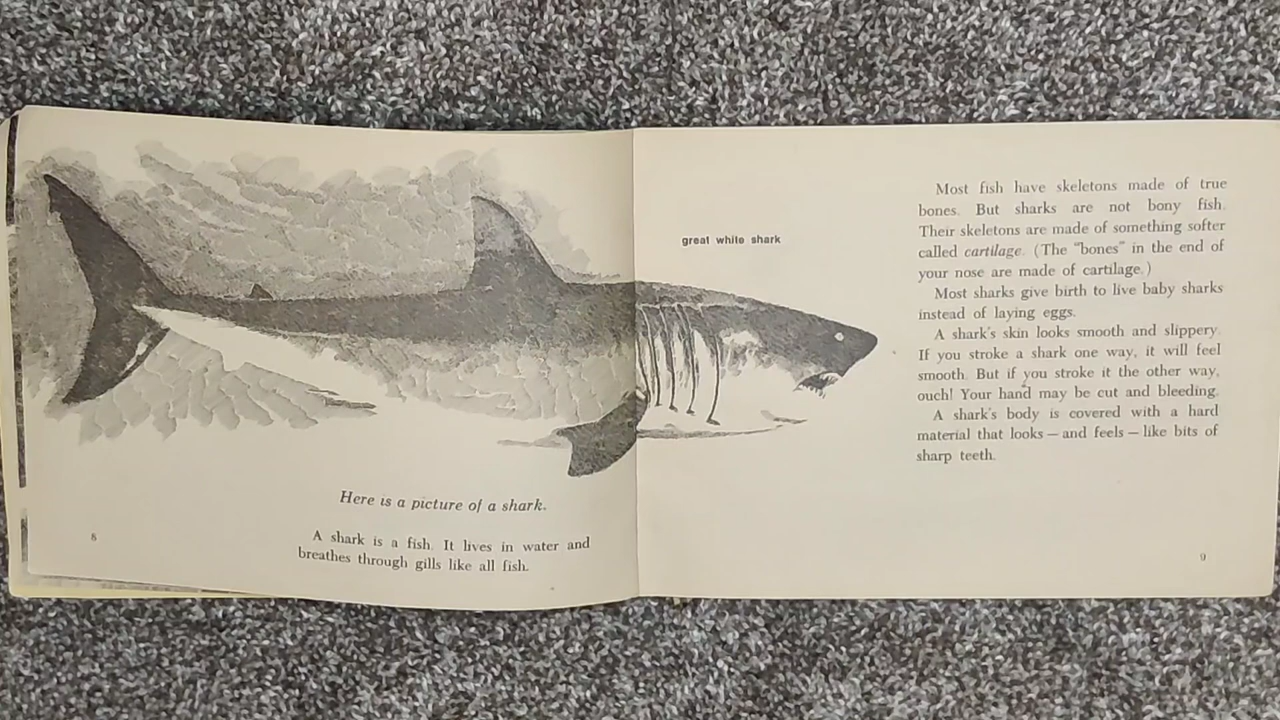 Here is a picture of a shark.
A shark is a fish. It lives in water and
breathes through gills like all fish.
8
great white shark
Most fish have skeletons made of true
bones. But sharks are not bony fish.
Their skeletons are made of something softer
called cartilage. (The "bones" in the end of
your nose are made of cartilage.)
Most sharks give birth to live baby sharks
instead of laying eggs.
A shark's skin looks smooth and slippery.
If you stroke a shark one way, it will feel
smooth. But if you stroke it the other way,
ouch! Your hand may be cut and bleeding.
A shark's body is covered with a hard
material that looks — and feels — like bits of
sharp teeth.
9